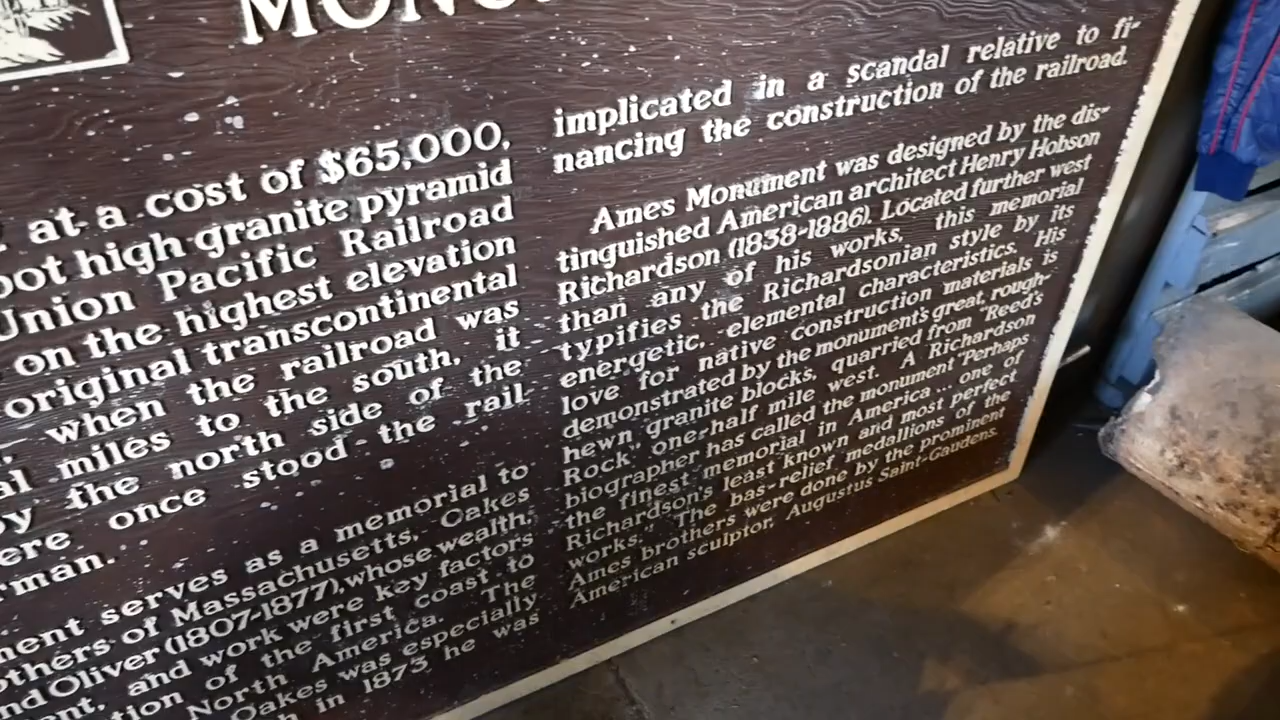 MONU
at a cost of $65,000,
oot high granite pyramid
Union Pacific Railroad
on the highest elevation
original transcontinental
when the railroad was
al miles to the south, it
by the north side of the
ere once stood the rail-
rman.
ment serves as a memorial to
others of Massachusetts, Oakes
nd Oliver (1807-1877), whose wealth,
ent, and work were key factors
tion of the first coast to
North America. The
Oakes was especially
h in 1873 he was
implicated in a scandal relative to fi-
nancing the construction of the railroad.
Ames Monument was designed by the dis-
tinguished American architect Henry Hobson
Richardson (1838-1886). Located further west
than any of his works, this memorial
typifies the Richardsonian style by its
energetic, elemental characteristics. His
love for native construction materials is
demonstrated by the monument's great, rough-
hewn granite blocks, quarried from "Reed's
Rock, one-half mile west. A Richardson
biographer has called the monument "Perhaps
the finest memorial in America ... one of
Richardson's least known and most perfect
works." The bas-relief medallions of the
Ames brothers were done by the prominent
American sculptor, Augustus Saint-Gaudens.